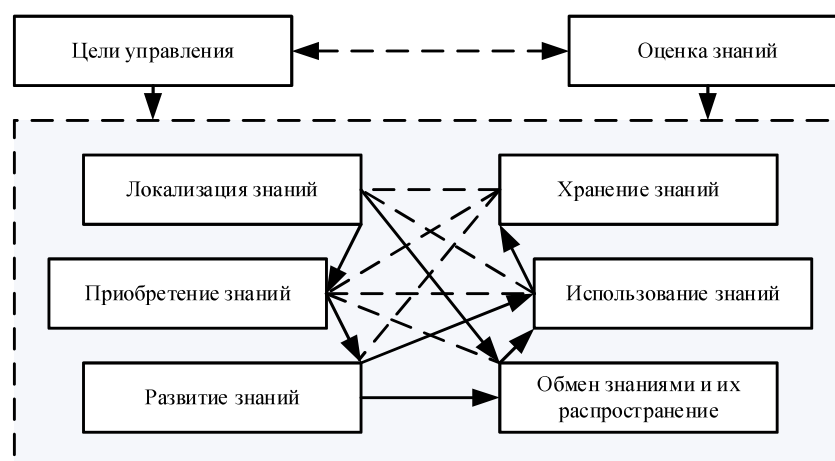 Цели управления
Оценка знаний
Локализация знаний
Хранение знаний
Приобретение знаний
Использование знаний
Развитие знаний
Обмен знаниями и их
распространение